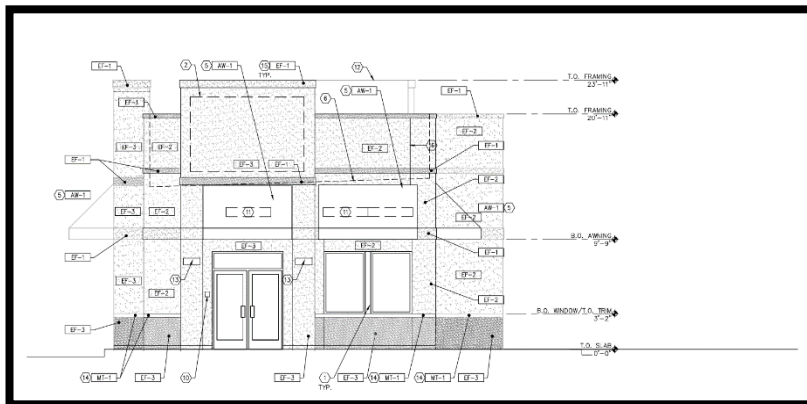 EF-1
2
5 AW-1
15 EF-1
TYP.
12
T.O. FRAMING
23'-11"
5 AW-1
EF-1
T.O. FRAMING
20'-11"
EF-3
6
EF-2
EF-3
EF-2
EF-2
EF-1
EF-3
EF-1
EF-1
EF-2
5 AW-1
AW-1 5
EF-3
EF-2
11
11
EF-2
EF-1
EF-3
EF-2
EF-1
B.O. AWNING
9'-9"
13
13
EF-3
EF-3
EF-2
EF-2
10
B.O. WINDOW/T.O. TRIM
3'-2"
EF-3
T.O. SLAB
0'-0"
14 MT-1
EF-3
EF-3
1
TYP.
EF-3
14 MT-1
14 MT-1
EF-3